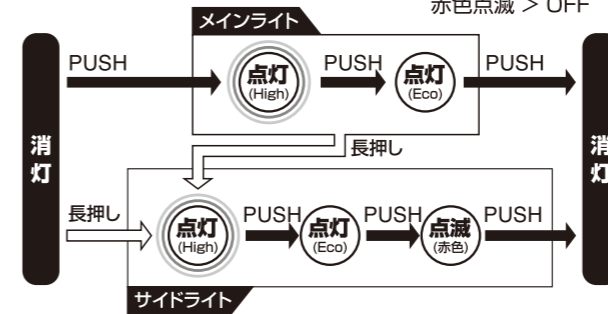 赤色点滅 > OFF
メインライト
PUSH
点灯
(High)
PUSH
点灯
(Eco)
PUSH
消灯
消灯
長押し
長押し
点灯
(High)
PUSH
点灯
(Eco)
PUSH
点滅
(赤色)
PUSH
サイドライト